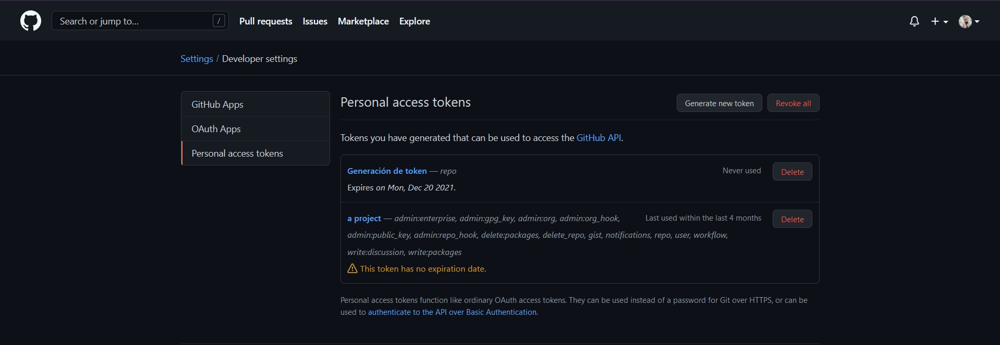 Search or jump to... /
Pull requests
Issues
Marketplace
Explore
Settings / Developer settings
GitHub Apps
OAuth Apps
Personal access tokens
Personal access tokens
Generate new token
Revoke all
Tokens you have generated that can be used to access the GitHub API.
Generación de token — repo
Never used
Delete
Expires on Mon, Dec 20 2021.
a project — admin:enterprise, admin:gpg_key, admin:org, admin:org_hook,
Last used within the last 4 months
Delete
admin:public_key, admin:repo_hook, delete:packages, delete_repo, gist, notifications, repo, user, workflow,
write:discussion, write:packages
This token has no expiration date.
Personal access tokens function like ordinary OAuth access tokens. They can be used instead of a password for Git over HTTPS, or can be
used to authenticate to the API over Basic Authentication.